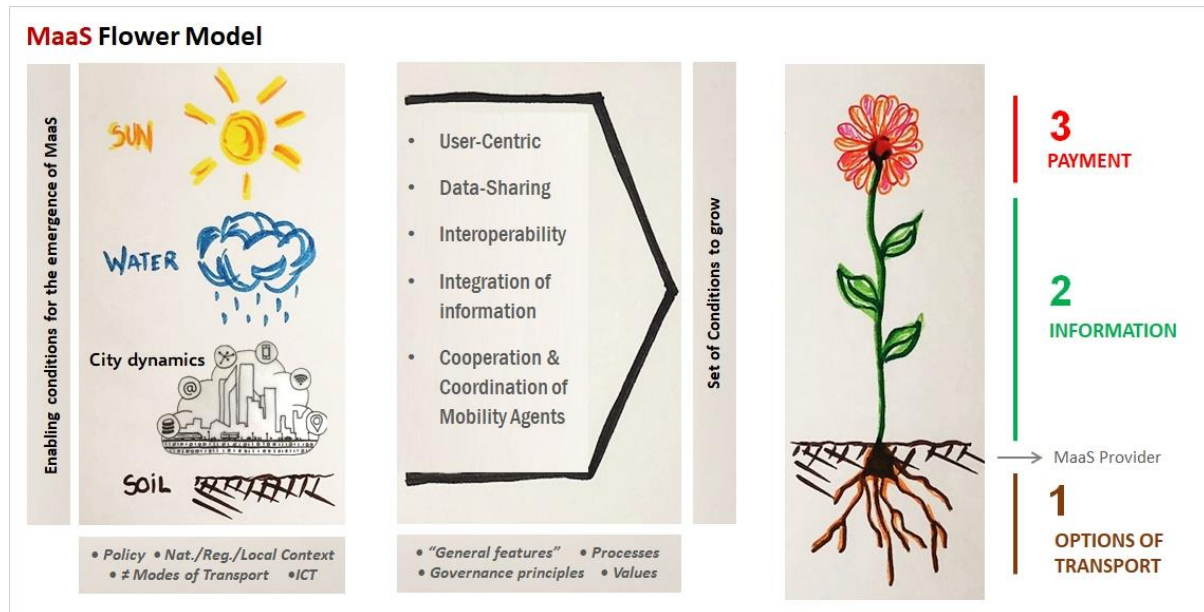 MaaS Flower Model
Enabling conditions for the emergence of MaaS
SUN
WATER
City dynamics
@
SOIL
• Policy • Nat./Reg./Local Context
• ≠ Modes of Transport •ICT
• User-Centric
• Data-Sharing
• Interoperability
• Integration of
information
• Cooperation &
Coordination of
Mobility Agents
• “General features” • Processes
• Governance principles • Values
Set of Conditions to grow
3
PAYMENT
2
INFORMATION
MaaS Provider
1
OPTIONS OF
TRANSPORT